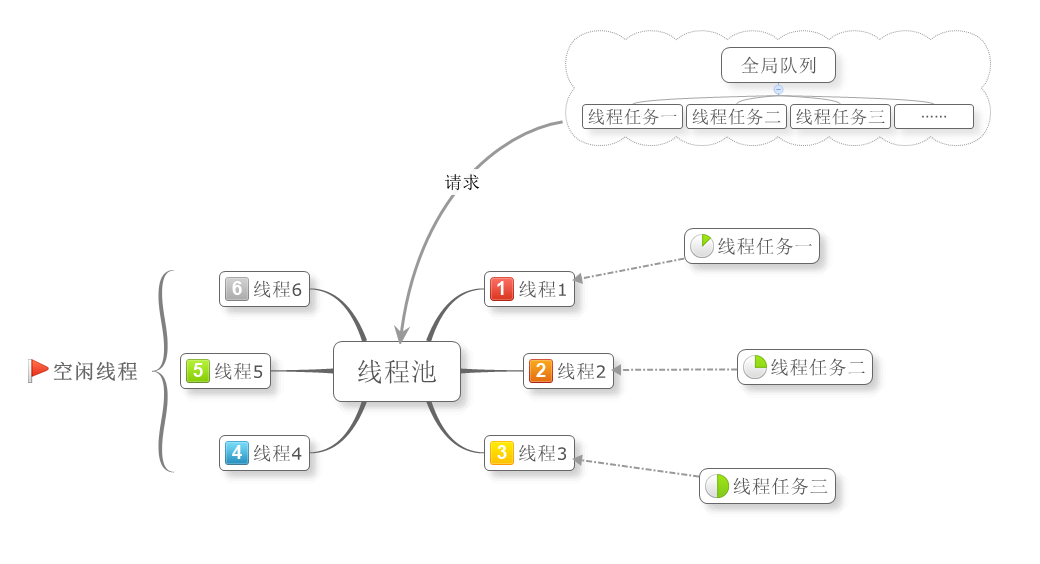 全局队列
线程任务一
线程任务二
线程任务三
······
请求
线程任务一
6 线程6
1 线程1
空闲线程
5 线程5
线程池
2 线程2
线程任务二
4 线程4
3 线程3
线程任务三